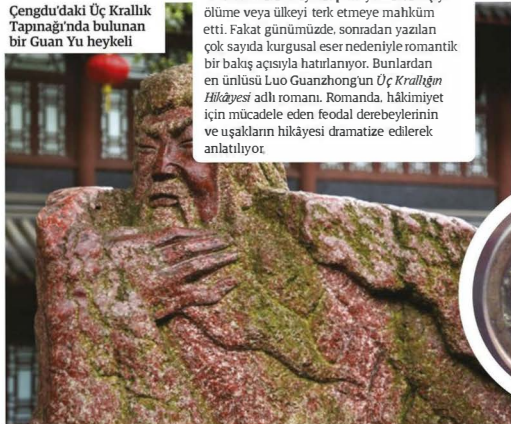 Çengdu'daki Üç Krallık
Tapınağı'nda bulunan
bir Guan Yu heykeli
ölüme veya ülkeyi terk etmeye mahkûm
etti. Fakat günümüzde, sonradan yazılan
çok sayıda kurgusal eser nedeniyle romantik
bir bakış açısıyla hatırlanıyor. Bunlardan
en ünlüsü Luo Guanzhong'un Üç Krallığın
Hikâyesi adlı romanı. Romanda, hâkimiyet
için mücadele eden feodal derebeylerinin
ve uşakların hikâyesi dramatize edilerek
anlatılıyor.